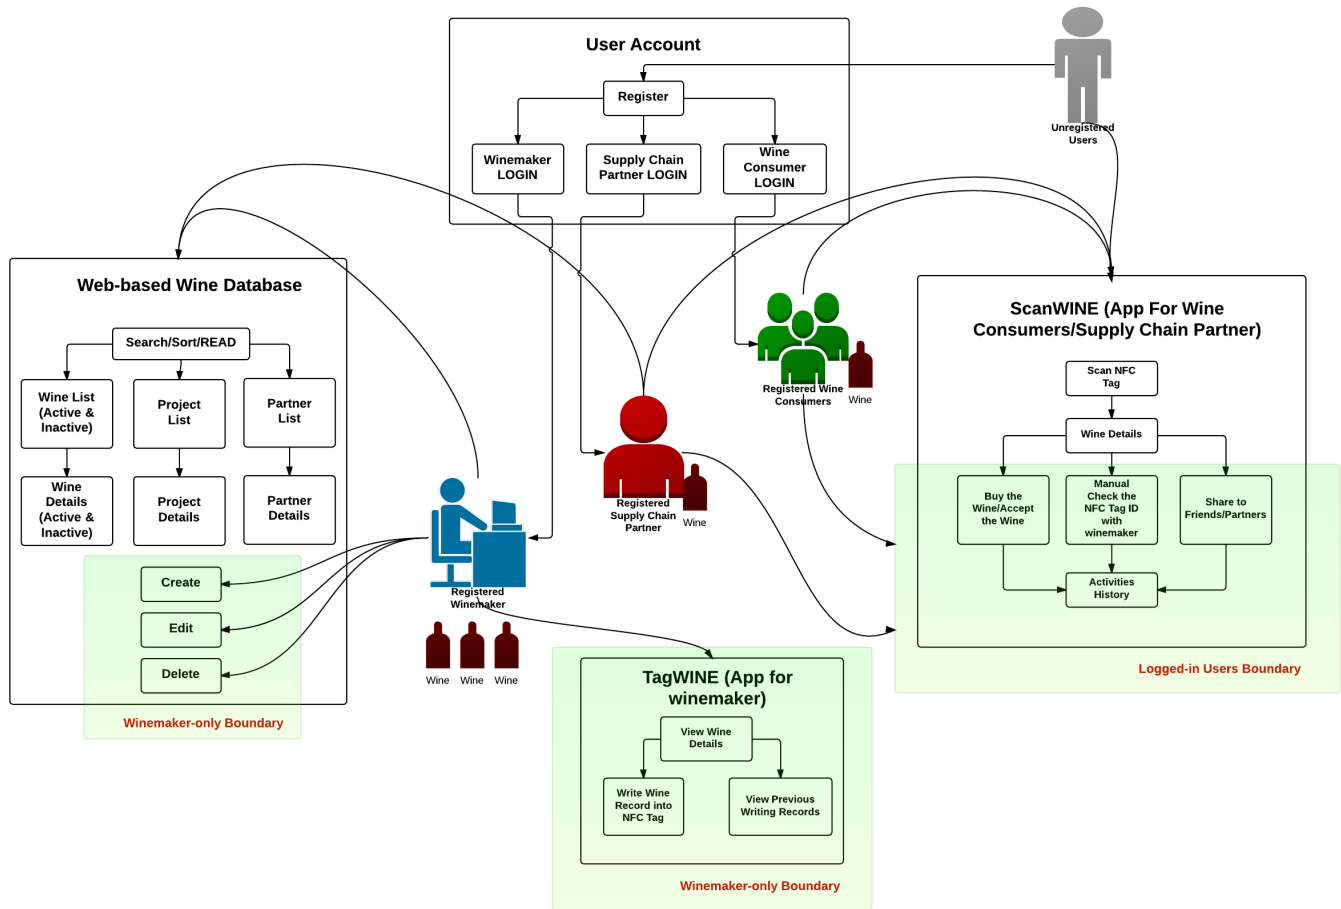 User Account
Register
Winemaker
LOGIN
Supply Chain
Partner LOGIN
Wine
Consumer
LOGIN
Unregistered
Users
Web-based Wine Database
Search/Sort/READ
Wine List
(Active &
Inactive)
Project
List
Partner
List
Wine
Details
(Active &
Inactive)
Project
Details
Partner
Details
Create
Edit
Delete
Winemaker-only Boundary
Registered
Winemaker
Wine
Wine
Wine
Registered
Supply Chain
Partner
Wine
Registered Wine
Consumers
Wine
ScanWINE (App For Wine
Consumers/Supply Chain Partner)
Scan NFC
Tag
Wine Details
Buy the
Wine/Accept
the Wine
Manual
Check the
NFC Tag ID
with
winemaker
Share to
Friends/Partners
Activities
History
Logged-in Users Boundary
TagWINE (App for
winemaker)
View Wine
Details
Write Wine
Record into
NFC Tag
View Previous
Writing Records
Winemaker-only Boundary